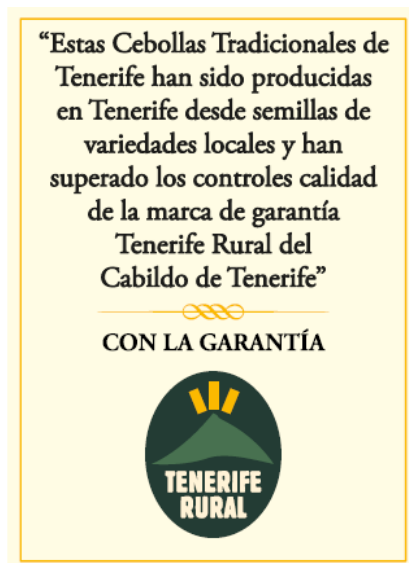 “Estas Cebollas Tradicionales de
Tenerife han sido producidas
en Tenerife desde semillas de
variedades locales y han
superado los controles calidad
de la marca de garantía
Tenerife Rural del
Cabildo de Tenerife”
CON LA GARANTÍA
TENERIFE
RURAL